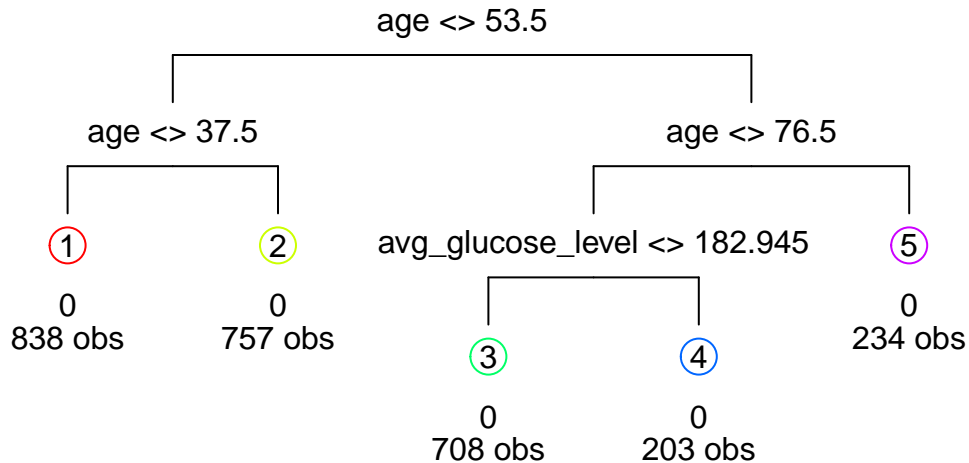 age <> 53.5
age <> 37.5
age <> 76.5
1
2
avg_glucose_level <> 182.945
5
0
838 obs
0
757 obs
0
234 obs
3
4
0
708 obs
0
203 obs